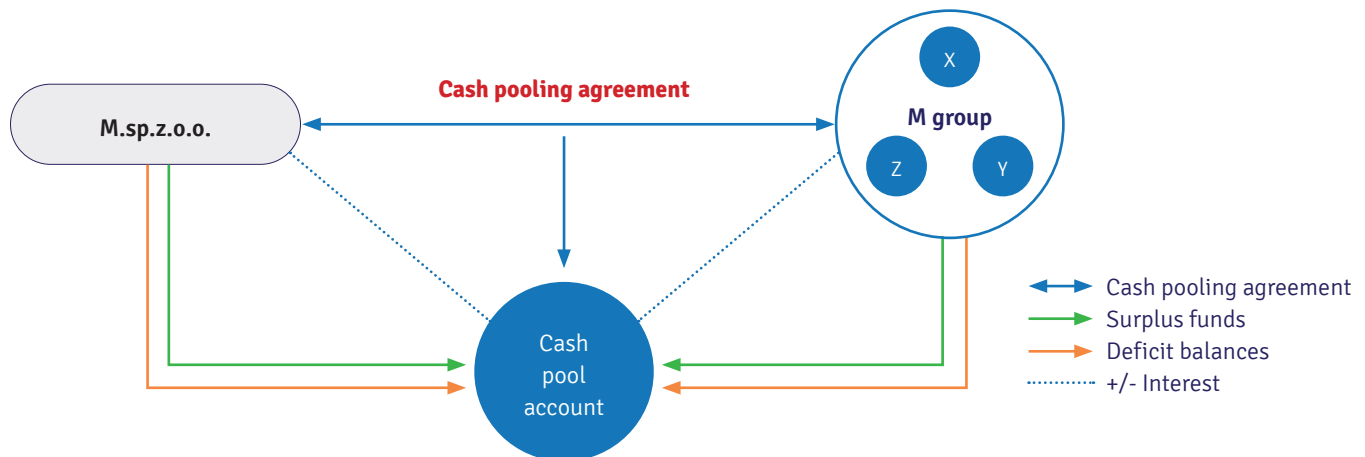 Cash pooling agreement
M.sp.z.o.o.
X
M group
Z
Y
Cash
pool
account
Cash pooling agreement
Surplus funds
Deficit balances
+/- Interest